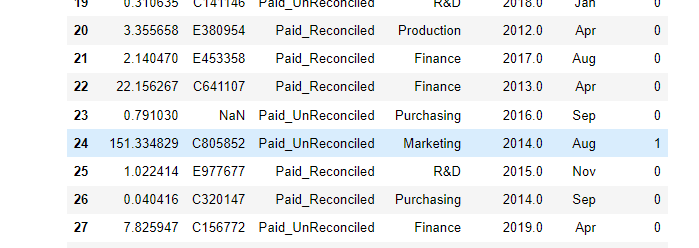 19 0.310635 C141146 Paid_UnReconciled R&D 2018.0 Jan 0
20 3.355658 E380954 Paid_Reconciled Production 2012.0 Apr 0
21 2.140470 E453358 Paid_Reconciled Finance 2017.0 Aug 0
22 22.156267 C641107 Paid_Reconciled Finance 2013.0 Apr 0
23 0.791030 NaN Paid_UnReconciled Purchasing 2016.0 Sep 0
24 151.334829 C805852 Paid_UnReconciled Marketing 2014.0 Aug 1
25 1.022414 E977677 Paid_Reconciled R&D 2015.0 Nov 0
26 0.040416 C320147 Paid_Reconciled Purchasing 2014.0 Sep 0
27 7.825947 C156772 Paid_UnReconciled Finance 2019.0 Apr 0